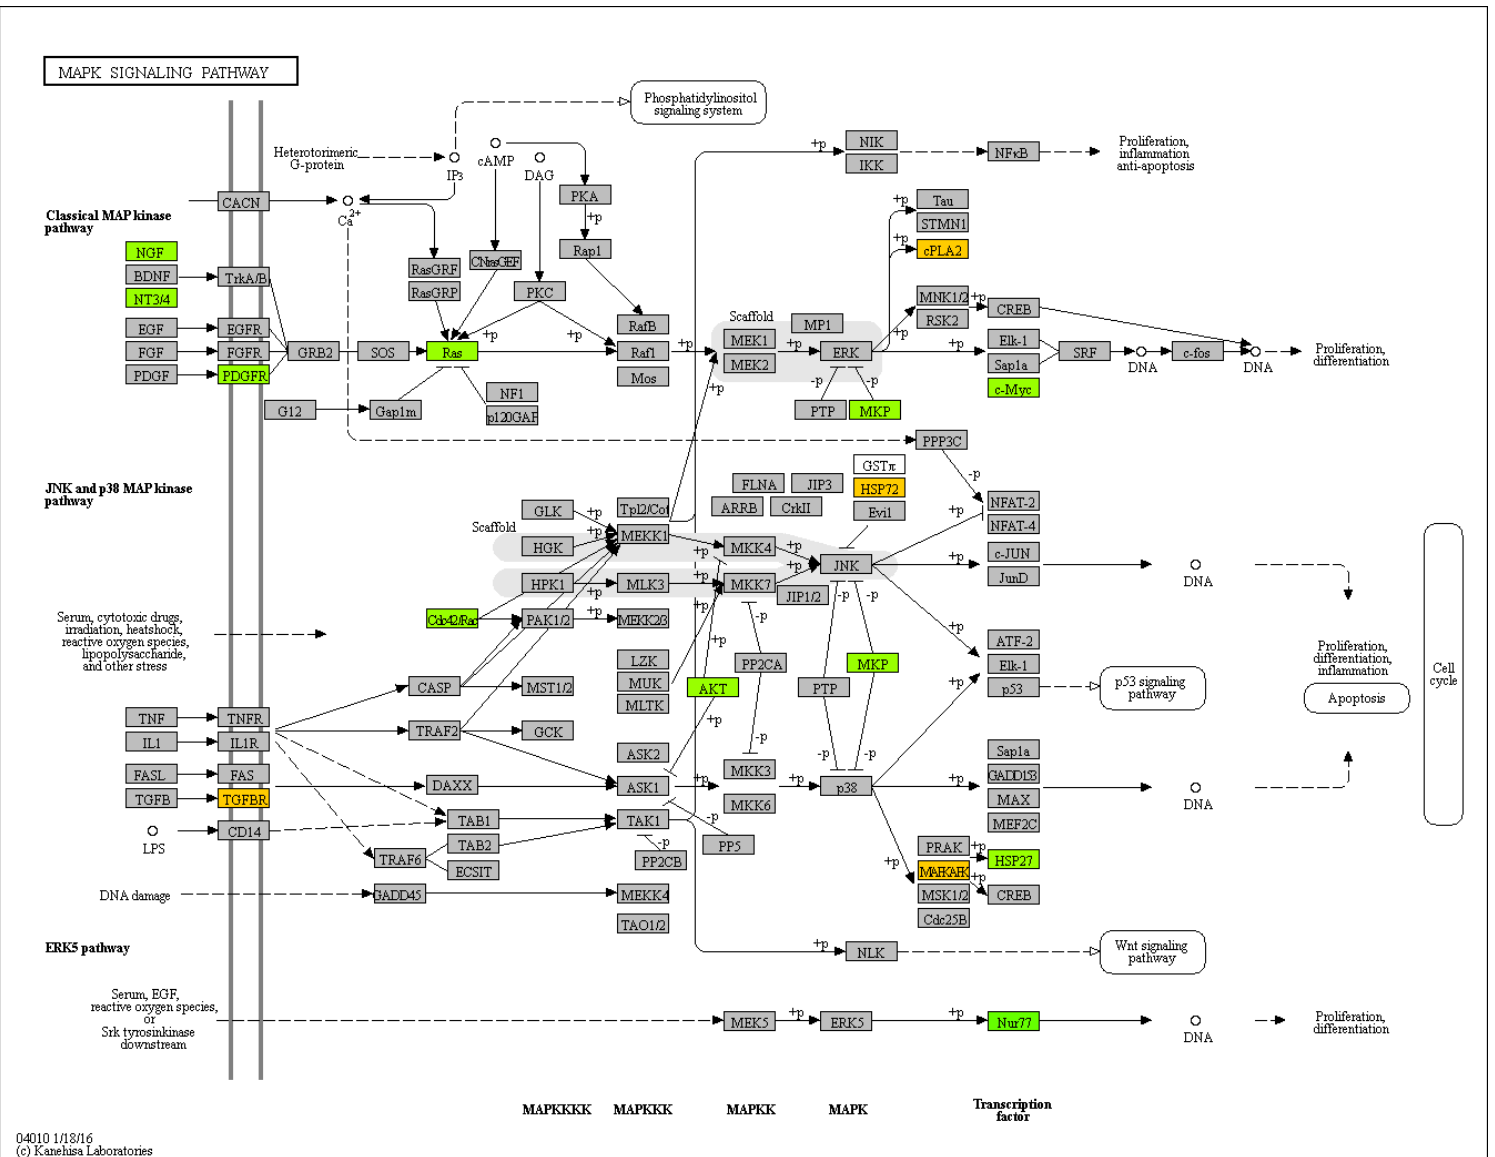 MAPK SIGNALING PATHWAY
Phosphatidylinositol
signaling system
Heterotorimeric
G-protein
IP3
cAMP
DAG
PKA
+p
NIK
IKK
NFκB
Proliferation,
inflammation
anti-apoptosis
CACN
Ca2+
+p
Rap1
Classical MAP kinase
pathway
NGF
BDNF
NT3/4
TrkA/B
RasGRF
RasGRP
CNrasGEF
PKC
+p
Tau
STMN1
+p
cPLA2
MNK1/2
RSK2
+p
+p
CREB
EGF
FGF
PDGF
EGFR
FGFR
PDGFR
GRB2
SOS
Ras
+p
+p
RafB
Raf1
Mos
+p
Scaffold
MEK1
MEK2
+p
MP1
ERK
+p
Elk-1
Sap1a
c-Myc
SRF
DNA
c-fos
DNA
Proliferation,
differentiation
G12
Gap1m
NF1
p120GAP
+p
-p
-p
PTP
MKP
PPP3C
-p
JNK and p38 MAP kinase
pathway
Scaffold
GLK
HGK
HPK1
PAK1/2
+p
+p
+p
+p
Tpl2/Cot
MEKK1
MLK3
MEKK2/3
+p
+p
+p
FLNA
JIP3
ARRB
CrkII
GSTπ
HSP72
Evi1
MKK4
MKK7
+p
+p
JIP1/2
JNK
+p
+p
+p
NFAT-2
NFAT-4
c-JUN
JunD
DNA
Cell
cycle
Serum, cytotoxic drugs,
irradiation, heatshock,
reactive oxygen species,
lipopolysaccharide,
and other stress
Cdc42/Rac
LZK
MUK
MLTK
+p
AKT
+p
-p
PP2CA
-p
-p
-p
PTP
MKP
-p
-p
ATF-2
Elk-1
p53
+p
p53 signaling
pathway
Proliferation,
differentiation,
inflammation
Apoptosis
CASP
MST1/2
TRAF2
GCK
TNF
IL1
FASL
TGFB
TNFR
IL1R
FAS
TGFBR
DAXX
ASK2
ASK1
TAK1
+p
MKK3
MKK6
+p
p38
+p
Sap1a
GADD153
MAX
MEF2C
DNA
LPS
CD14
TAB1
TAB2
ECSIT
TRAF6
-p
PP2CB
-p
PP5
+p
PRAK
MAPKAPK
MSK1/2
Cdc25B
+p
+p
HSP27
CREB
DNA damage
GADD45
MEKK4
TAO1/2
ERK5 pathway
+p
NLK
Wnt signaling
pathway
Serum, EGF,
reactive oxygen species,
or
Srk tyrosinkinase
downstream
MEK5
+p
ERK5
+p
Nur77
DNA
Proliferation,
differentiation
MAPKKKK
MAPKKK
MAPKK
MAPK
Transcription
factor
04010 1/18/16
(c) Kanehisa Laboratories